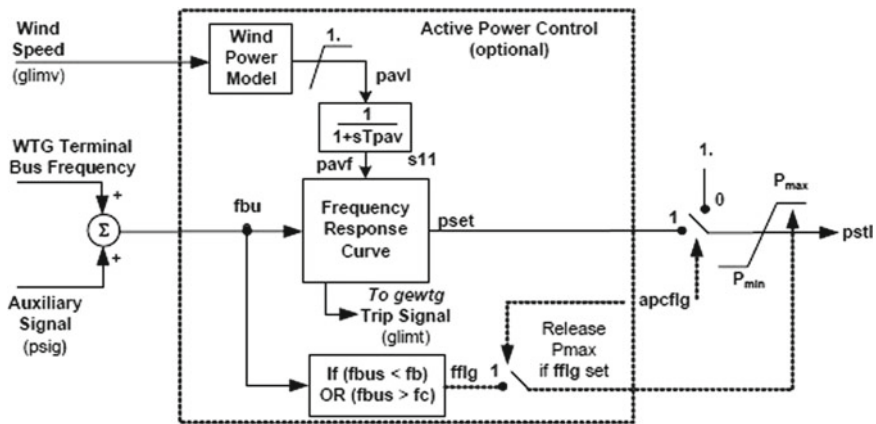 Wind
Speed
(glimv)
Wind
Power
Model
1.
pavl
Active Power Control
(optional)
1
1+sTpav
pavf
s11
WTG Terminal
Bus Frequency
+
Σ
+
Auxiliary
Signal
(psig)
fbu
Frequency
Response
Curve
pset
To gewtg
Trip Signal
(glimt)
If (fbus < fb)
OR (fbus > fc)
fflg
1
Release
Pmax
if fflg set
apcflg
1
1.
0
Pmax
Pmin
pstl